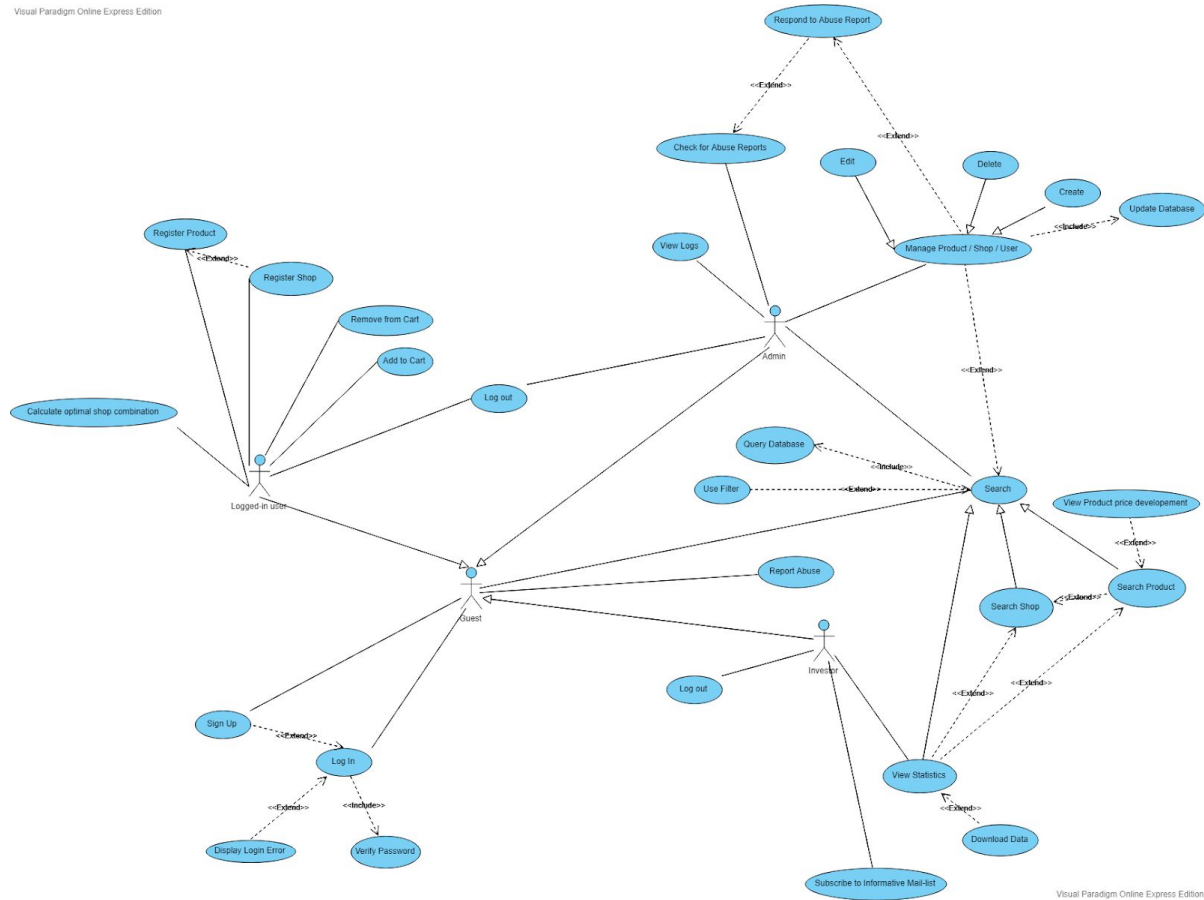 Visual Paradigm Online Express Edition
Respond to Abuse Report
<<Extend>>
<<Extend>>
Check for Abuse Reports
Edit
Delete
Create
Update Database
<<Include>>
Register Product
<<Extend>>
Register Shop
View Logs
Manage Product / Shop / User
Remove from Cart
Add to Cart
Admin
<<Extend>>
Log out
Calculate optimal shop combination
Query Database
<<Include>>
Use Filter
<<Extend>>
Search
Logged-in user
View Product price developement
<<Extend>>
Report Abuse
Search Product
<<Extend>>
Search Shop
Guest
Investor
Log out
<<Extend>>
<<Extend>>
Sign Up
<<Extend>>
Log In
View Statistics
<<Extend>>
<<Include>>
<<Extend>>
Display Login Error
Verify Password
Download Data
Subscribe to Informative Mail-list
Visual Paradigm Online Express Edition